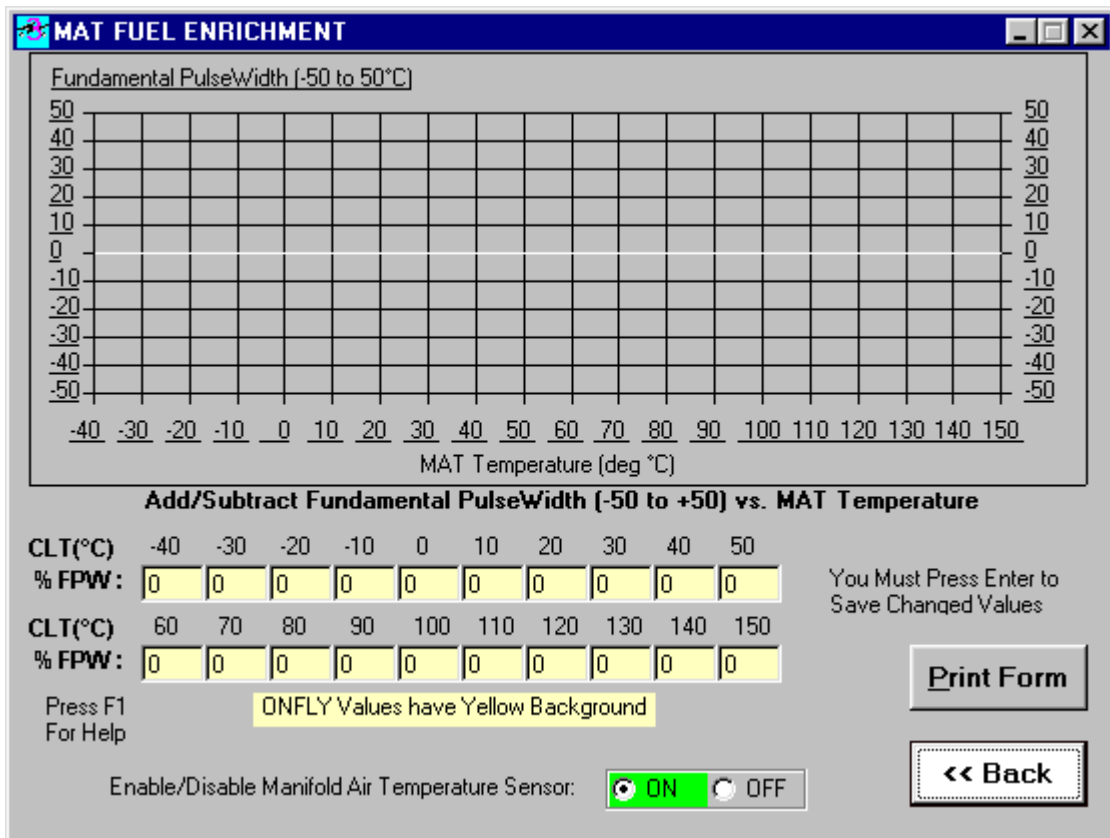 MAT FUEL ENRICHMENT
Fundamental PulseWidth (-50 to 50°C)
50 50
40 40
30 30
20 20
10 10
0 0
-10 -10
-20 -20
-30 -30
-40 -40
-50 -50
-40 -30 -20 -10 0 10 20 30 40 50 60 70 80 90 100 110 120 130 140 150
MAT Temperature (deg °C)
Add/Subtract Fundamental PulseWidth (-50 to +50) vs. MAT Temperature
CLT(°C) -40 -30 -20 -10 0 10 20 30 40 50
% FPW : 0 0 0 0 0 0 0 0 0 0
You Must Press Enter to
Save Changed Values
CLT(°C) 60 70 80 90 100 110 120 130 140 150
% FPW : 0 0 0 0 0 0 0 0 0 0
Print Form
Press F1
For Help
ONFLY Values have Yellow Background
<< Back
Enable/Disable Manifold Air Temperature Sensor: ON OFF